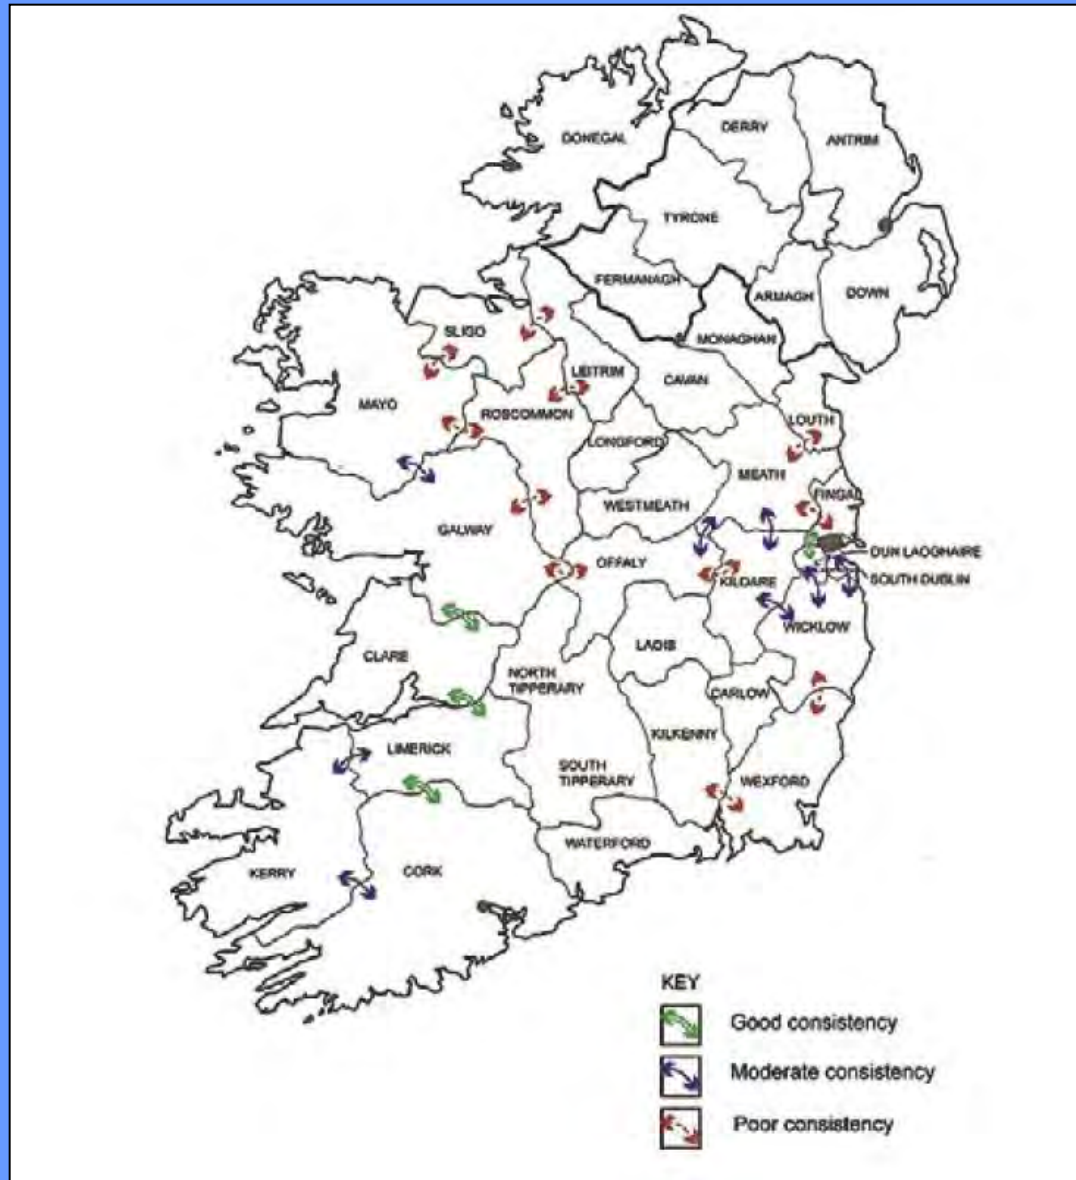 DONEGAL
DERRY
ANTRIM
TYRONE
FERMANAGH
ARMAGH
DOWN
MONAGHAN
SLIGO
LEITRIM
CAVAN
MAYO
ROSCOMMON
LOUTH
LONGFORD
MEATH
FINGAL
WESTMEATH
GALWAY
OFFALY
DUN LAOGHAIRE
KILDARE
SOUTH DUBLIN
WICKLOW
LAOIS
CLARE
NORTH
TIPPERARY
CARLOW
KILKENNY
LIMERICK
SOUTH
TIPPERARY
WEXFORD
WATERFORD
KERRY
CORK
KEY
Good consistency
Moderate consistency
Poor consistency